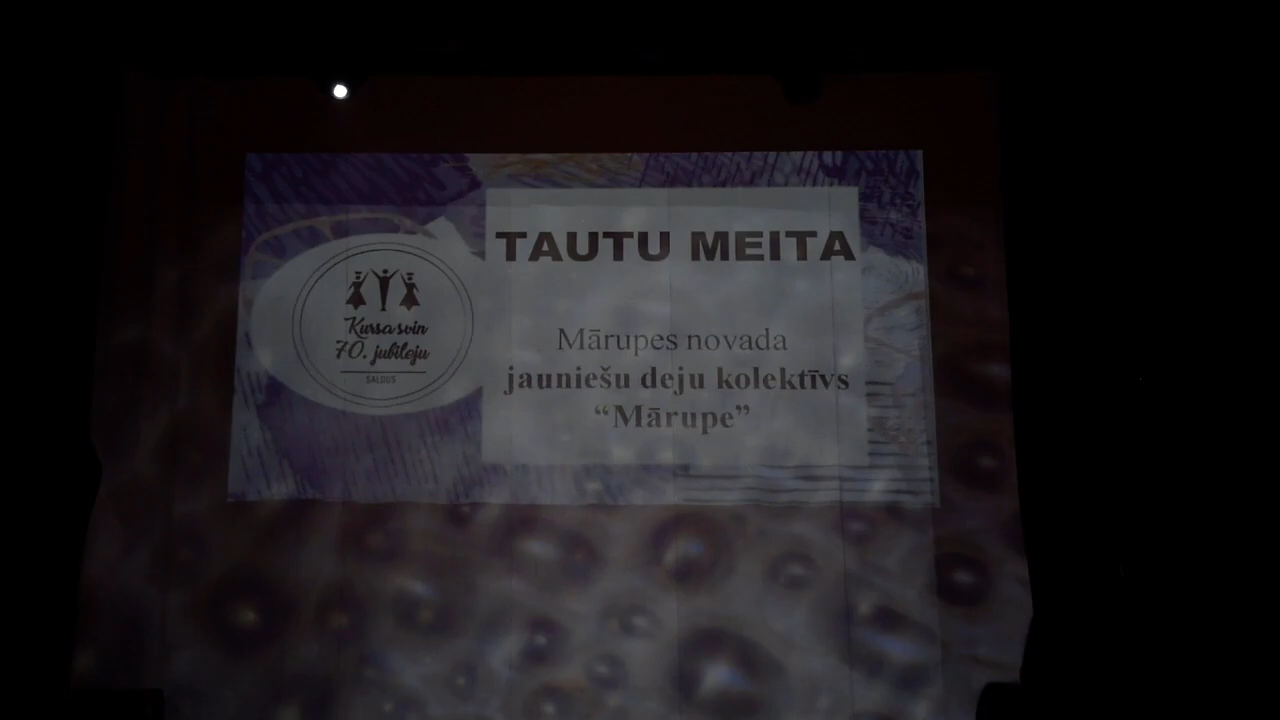 Kursa svin
70. jubileju
SALDUS
TAUTU MEITA
Mārupes novada
jauniešu deju kolektīvs
“Mārupe”